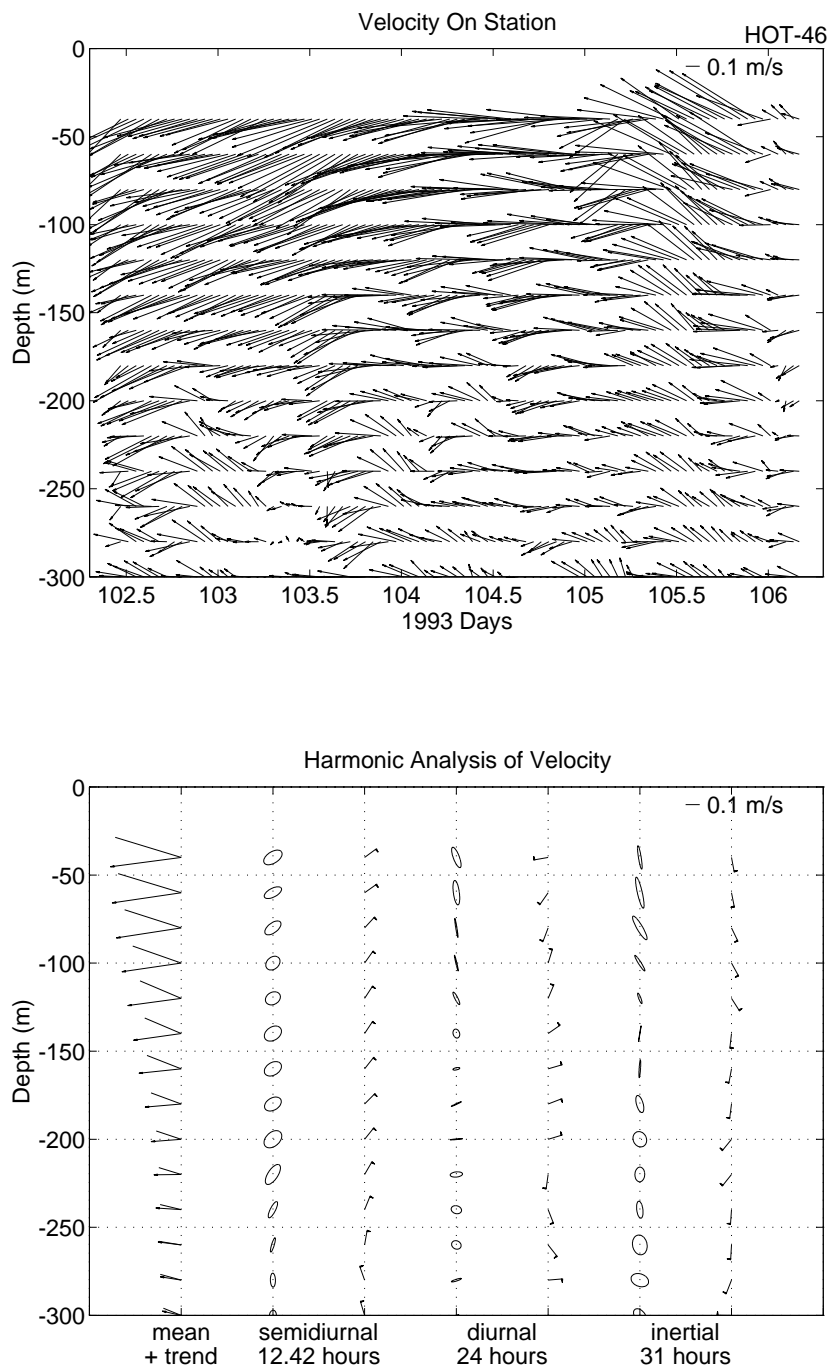 Velocity On Station
HOT-46
0.1 m/s
0
-50
-100
-150
-200
-250
-300
Depth (m)
102.5 103 103.5 104 104.5 105 105.5 106
1993 Days
Harmonic Analysis of Velocity
0.1 m/s
0
-50
-100
-150
-200
-250
-300
Depth (m)
mean semidiurnal diurnal inertial
+ trend 12.42 hours 24 hours 31 hours